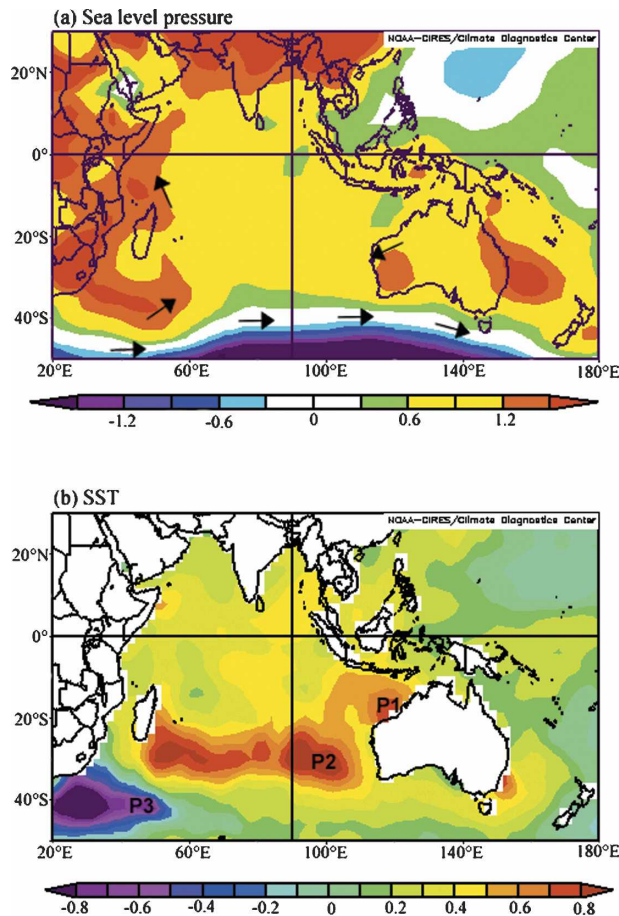 (a) Sea level pressure
NOAA-CIRES/Climate Diagnostics Center
20°N
0°
20°S
40°S
20°E 60°E 100°E 140°E 180°E
-1.2 -0.6 0 0.6 1.2
(b) SST
NOAA-CIRES/Climate Diagnostics Center
20°N
0°
P1
20°S
P2
P3
40°S
20°E 60°E 100°E 140°E 180°E
-0.8 -0.6 -0.4 -0.2 0 0.2 0.4 0.6 0.8